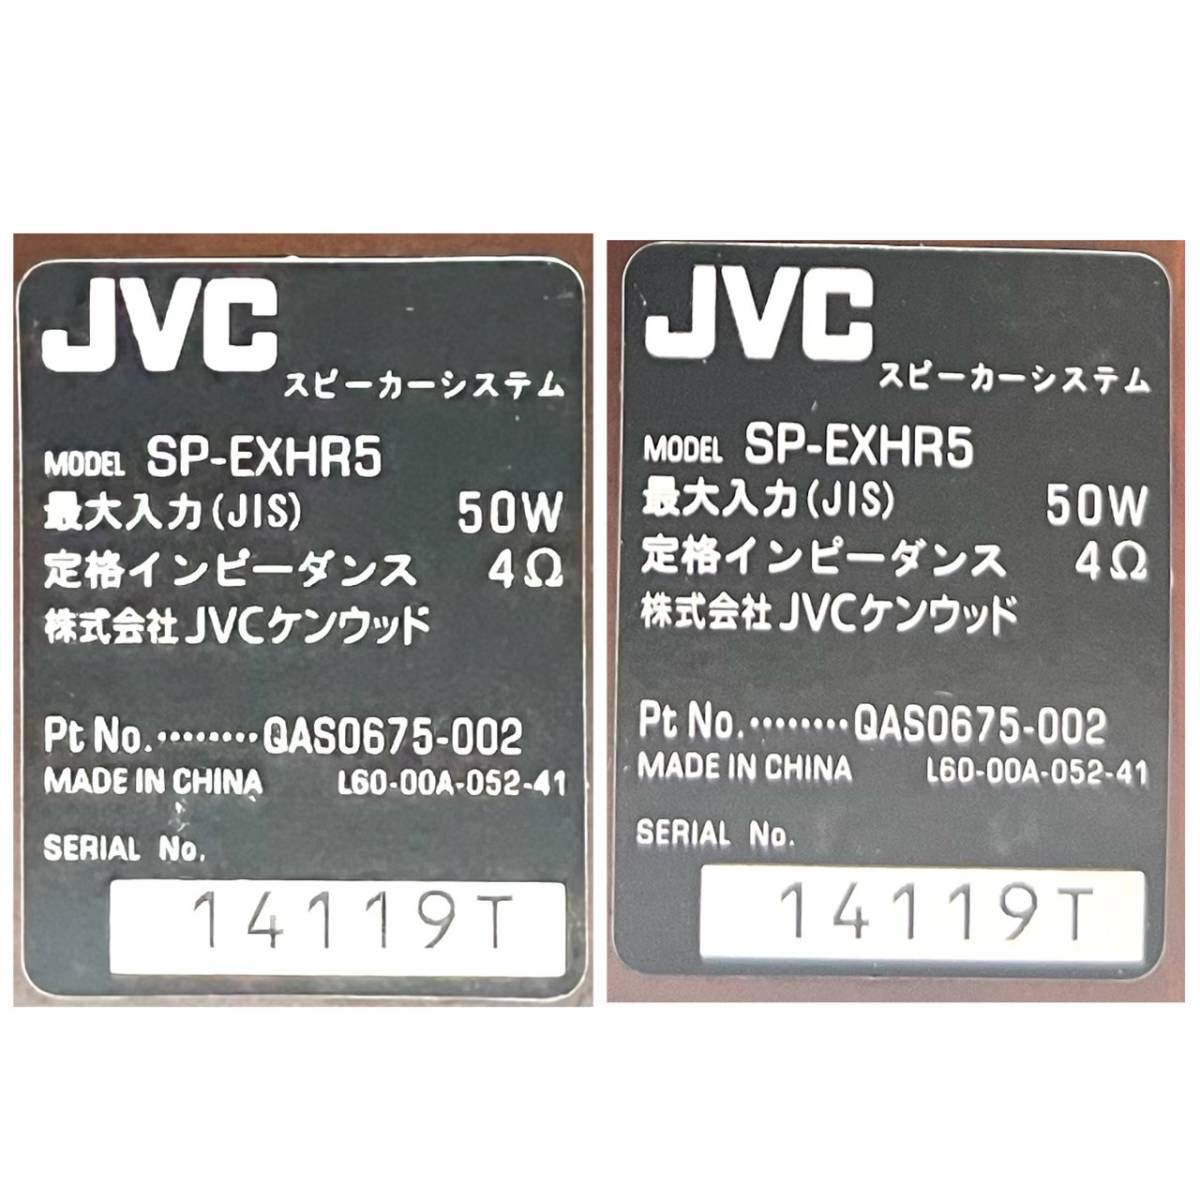 JVC
スピーカーシステム
MODEL SP-EXHR5
最大入力(JIS) 50W
定格インピーダンス 4Ω
株式会社JVCケンウッド
Pt No.········QAS0675-002
MADE IN CHINA L60-00A-052-41
SERIAL No.
14119T
JVC
スピーカーシステム
MODEL SP-EXHR5
最大入力(JIS) 50W
定格インピーダンス 4Ω
株式会社JVCケンウッド
Pt No.········QAS0675-002
MADE IN CHINA L60-00A-052-41
SERIAL No.
14119T